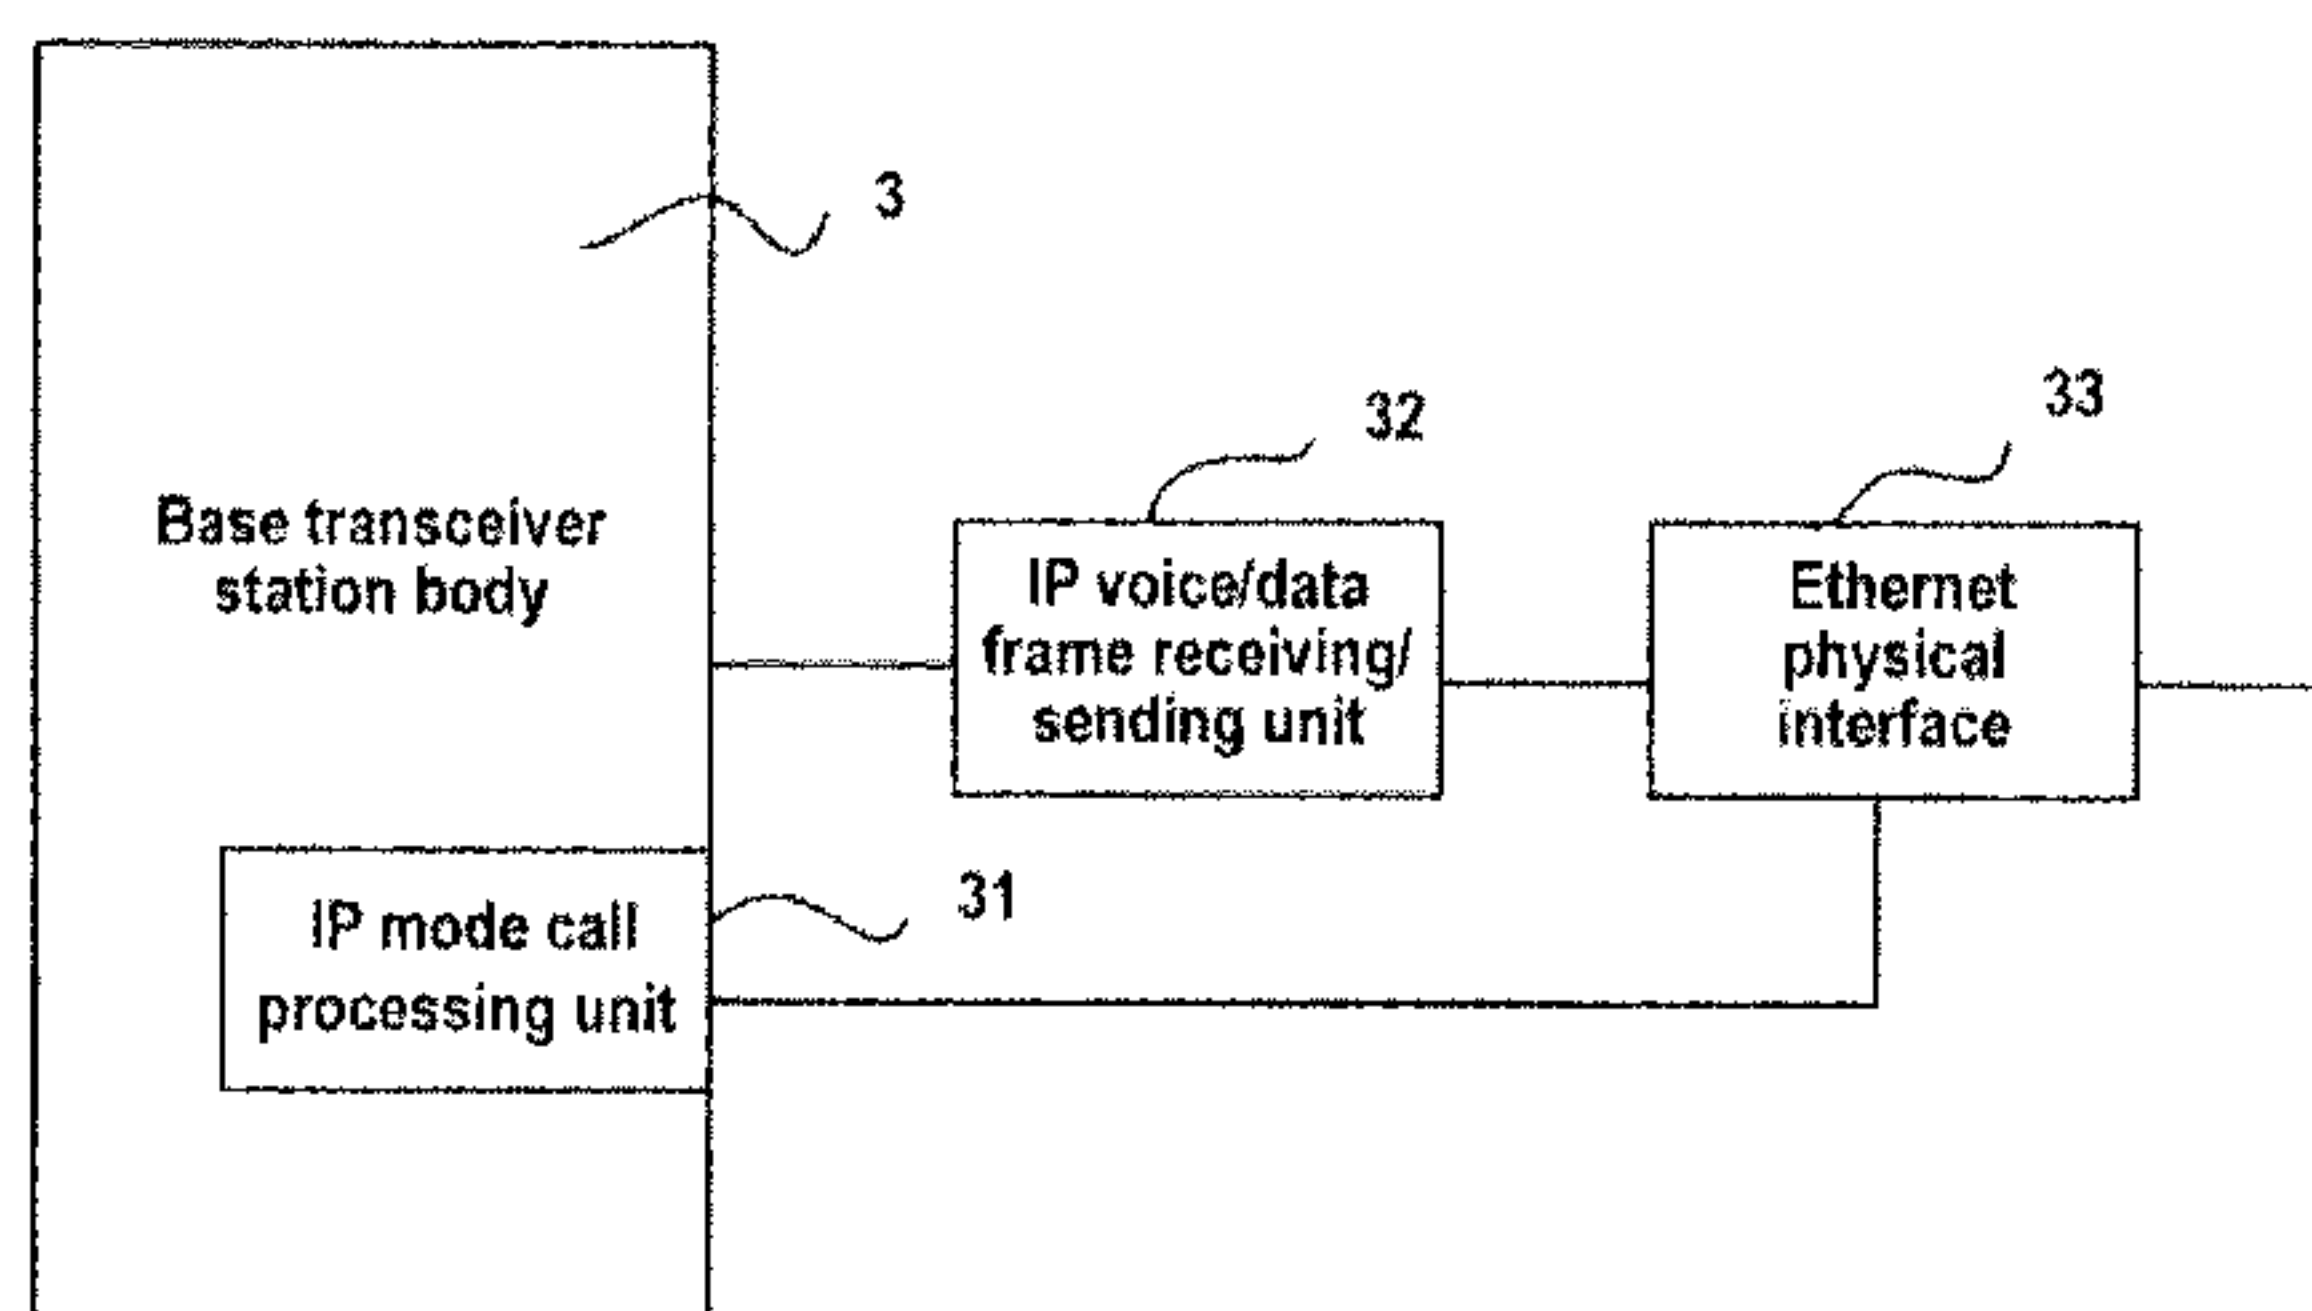 3
32
33
Base transceiver
station body
IP voice/data
frame receiving/
sending unit
Ethernet
physical
interface
31
IP mode call
processing unit